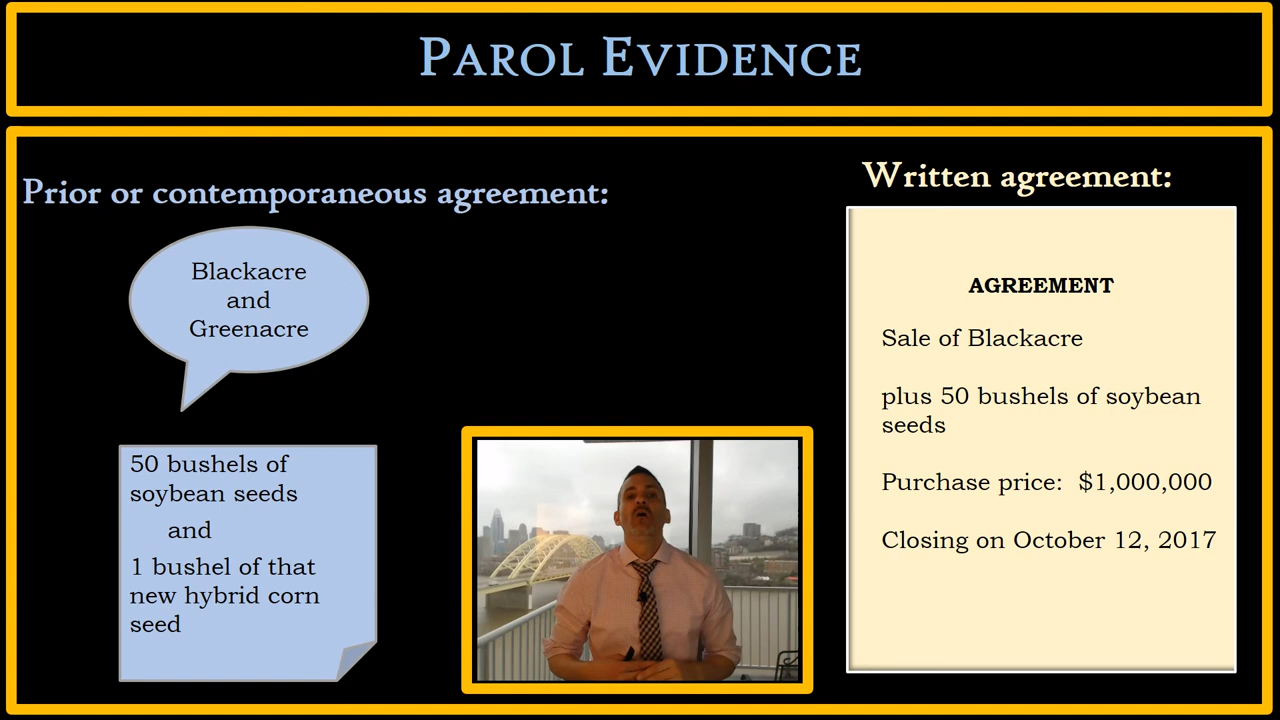 PAROL EVIDENCE
Prior or contemporaneous agreement:
Blackacre
and
Greenacre
50 bushels of
soybean seeds
and
1 bushel of that
new hybrid corn
seed
Written agreement:
AGREEMENT
Sale of Blackacre
plus 50 bushels of soybean
seeds
Purchase price: $1,000,000
Closing on October 12, 2017